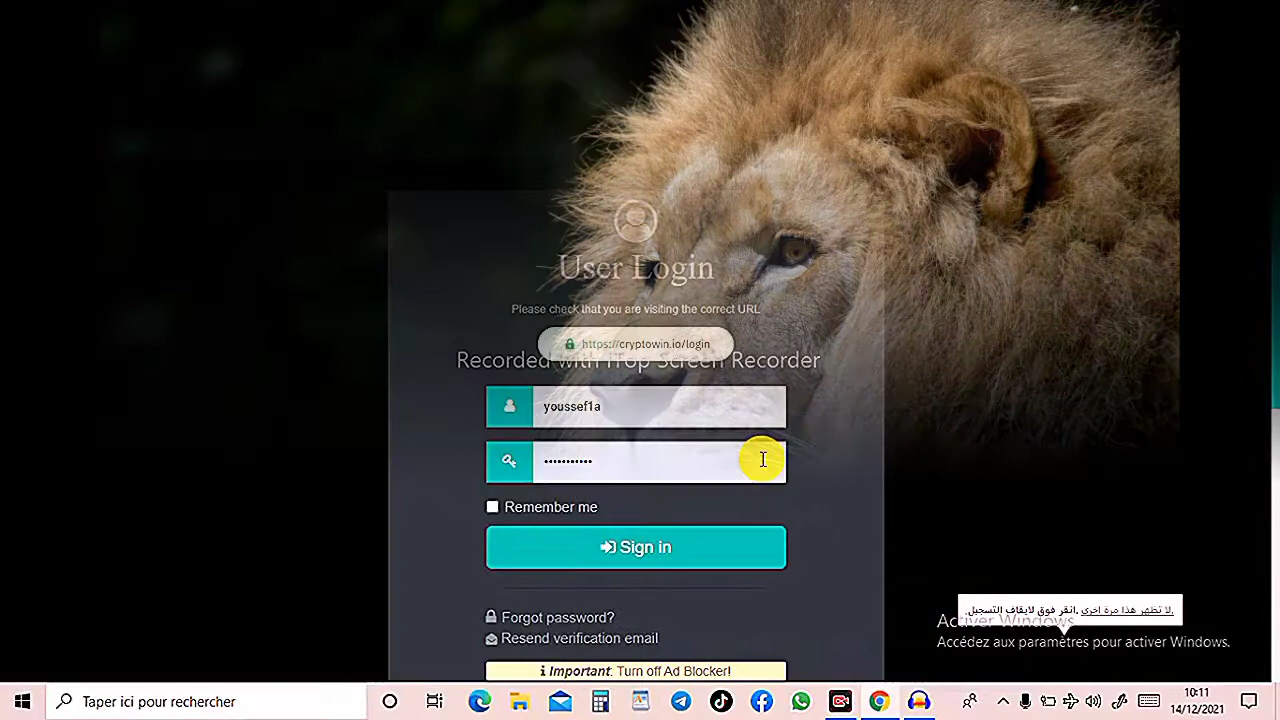 User Login
Please check that you are visiting the correct URL
https://cryptowin.io/login
Recorded with iTop Screen Recorder
youssef1a
•••••••••••
Remember me
Sign in
Forgot password?
Resend verification email
i Important: Turn off Ad Blocker!
انقر فوق لايقاف التسجيل. لا تظهر هذا مرة اخرى.
Activer Windows
Accédez aux paramètres pour activer Windows.
Taper ici pour rechercher
10:11
14/12/2021